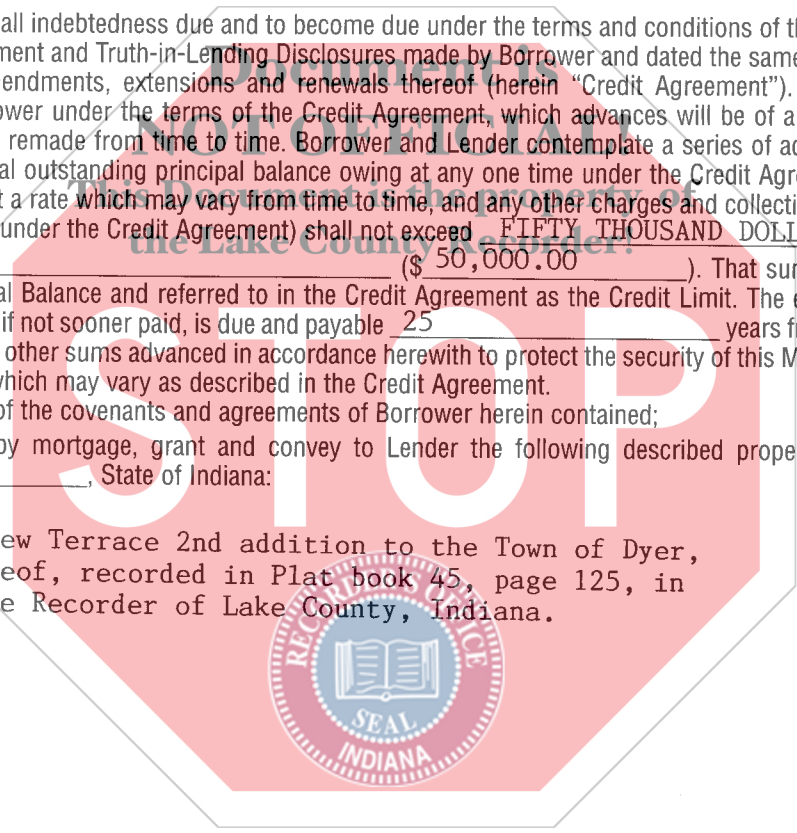 all indebtedness due and to become due under the terms and conditions of th
ment and Truth-in-Lending Disclosures made by Borrower and dated the same
endments, extensions and renewals thereof (herein "Credit Agreement").
ower under the terms of the Credit Agreement, which advances will be of a
remade from time to time. Borrower and Lender contemplate a series of ad
al outstanding principal balance owing at any one time under the Credit Agre
t a rate which may vary from time to time, and any other charges and collecti
under the Credit Agreement) shall not exceed FIFTY THOUSAND DOLL
($ 50,000.00 ). That sum
al Balance and referred to in the Credit Agreement as the Credit Limit. The e
if not sooner paid, is due and payable 25 years fr
other sums advanced in accordance herewith to protect the security of this M
which may vary as described in the Credit Agreement.
of the covenants and agreements of Borrower herein contained;
by mortgage, grant and convey to Lender the following described prope
, State of Indiana:
ew Terrace 2nd addition to the Town of Dyer,
eof, recorded in Plat book 45, page 125, in
e Recorder of Lake County, Indiana.
Document is
NOT OFFICIAL!
This Document is the property of
the Lake County Recorder!
STOP
RECORDER'S OFFICE
SEAL
INDIANA